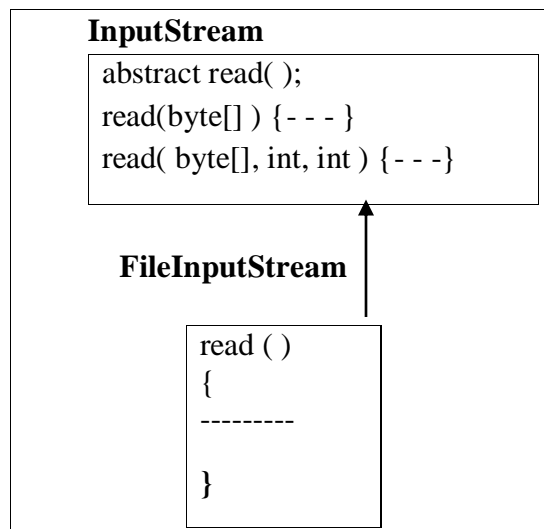 InputStream
abstract read( );
read(byte[] ) {- - - }
read( byte[], int, int ) {- - -}
FileInputStream
read ( )
{
---------
}